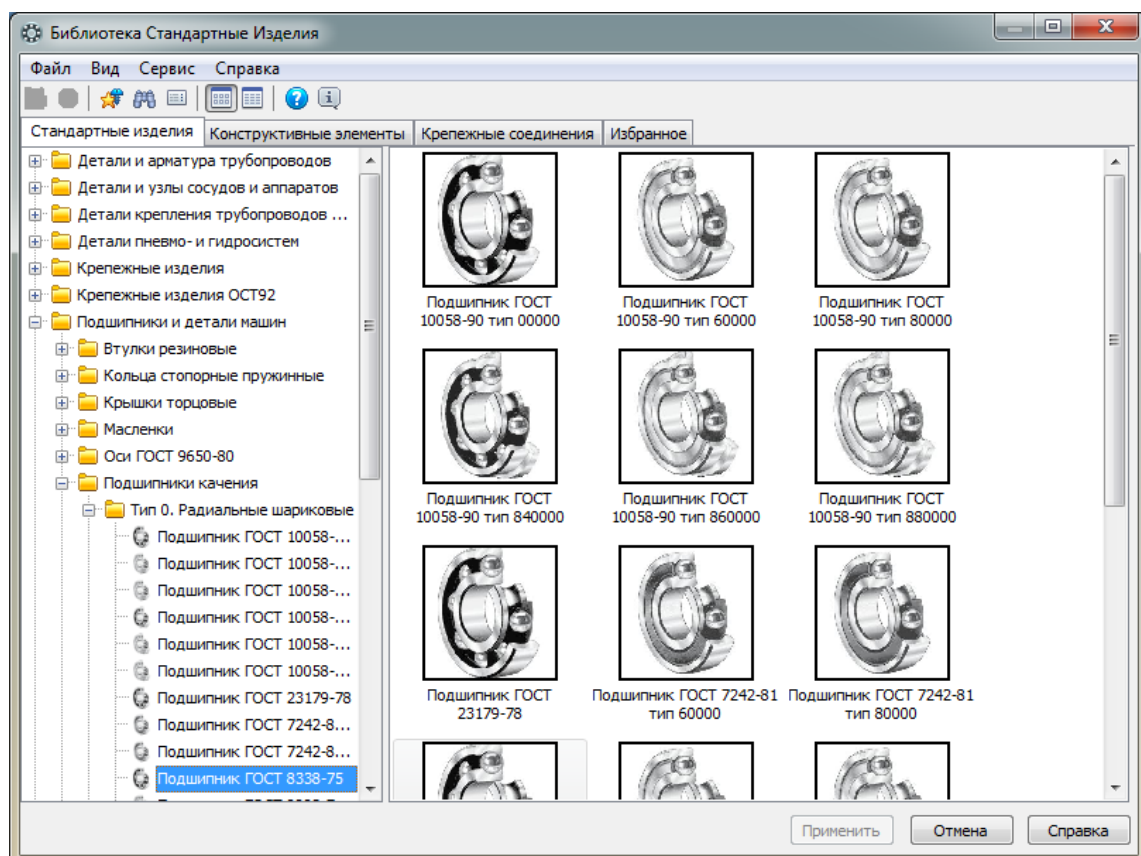 Библиотека Стандартные Изделия
Файл Вид Сервис Справка
Стандартные изделия Конструктивные элементы Крепежные соединения Избранное
Детали и арматура трубопроводов
Детали и узлы сосудов и аппаратов
Детали крепления трубопроводов ...
Детали пневмо- и гидросистем
Крепежные изделия
Крепежные изделия ОСТ92
Подшипники и детали машин
Втулки резиновые
Кольца стопорные пружинные
Крышки торцовые
Масленки
Оси ГОСТ 9650-80
Подшипники качения
Тип 0. Радиальные шариковые
Подшипник ГОСТ 10058-...
Подшипник ГОСТ 10058-...
Подшипник ГОСТ 10058-...
Подшипник ГОСТ 10058-...
Подшипник ГОСТ 10058-...
Подшипник ГОСТ 10058-...
Подшипник ГОСТ 23179-78
Подшипник ГОСТ 7242-8...
Подшипник ГОСТ 7242-8...
Подшипник ГОСТ 8338-75
Подшипник ГОСТ
10058-90 тип 00000
Подшипник ГОСТ
10058-90 тип 60000
Подшипник ГОСТ
10058-90 тип 80000
Подшипник ГОСТ
10058-90 тип 840000
Подшипник ГОСТ
10058-90 тип 860000
Подшипник ГОСТ
10058-90 тип 880000
Подшипник ГОСТ
23179-78
Подшипник ГОСТ 7242-81
тип 60000
Подшипник ГОСТ 7242-81
тип 80000
Применить Отмена Справка